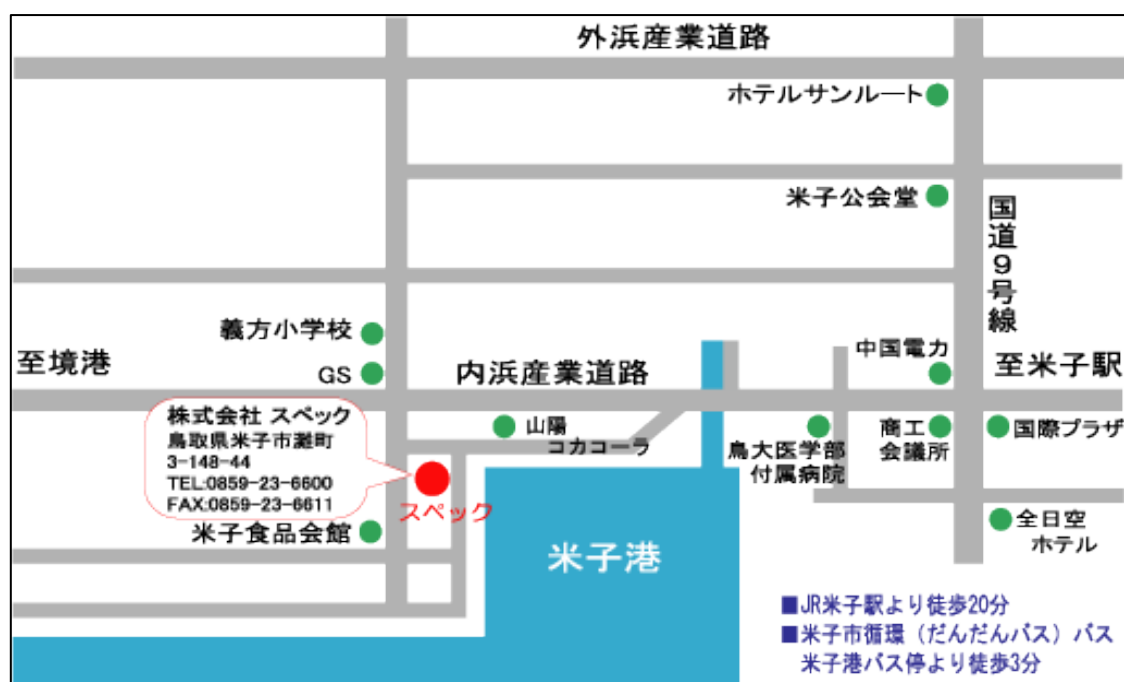 外浜産業道路
ホテルサンルート
米子公会堂
国道9号線
義方小学校
至境港
GS
内浜産業道路
中国電力
至米子駅
株式会社 スペック
鳥取県米子市灘町
3-148-44
TEL:0859-23-6600
FAX:0859-23-6611
山陽
コカコーラ
鳥大医学部
付属病院
商工
会議所
国際プラザ
スペック
米子食品会館
米子港
全日空
ホテル
■JR米子駅より徒歩20分
■米子市循環（だんだんバス）バス
米子港バス停より徒歩3分